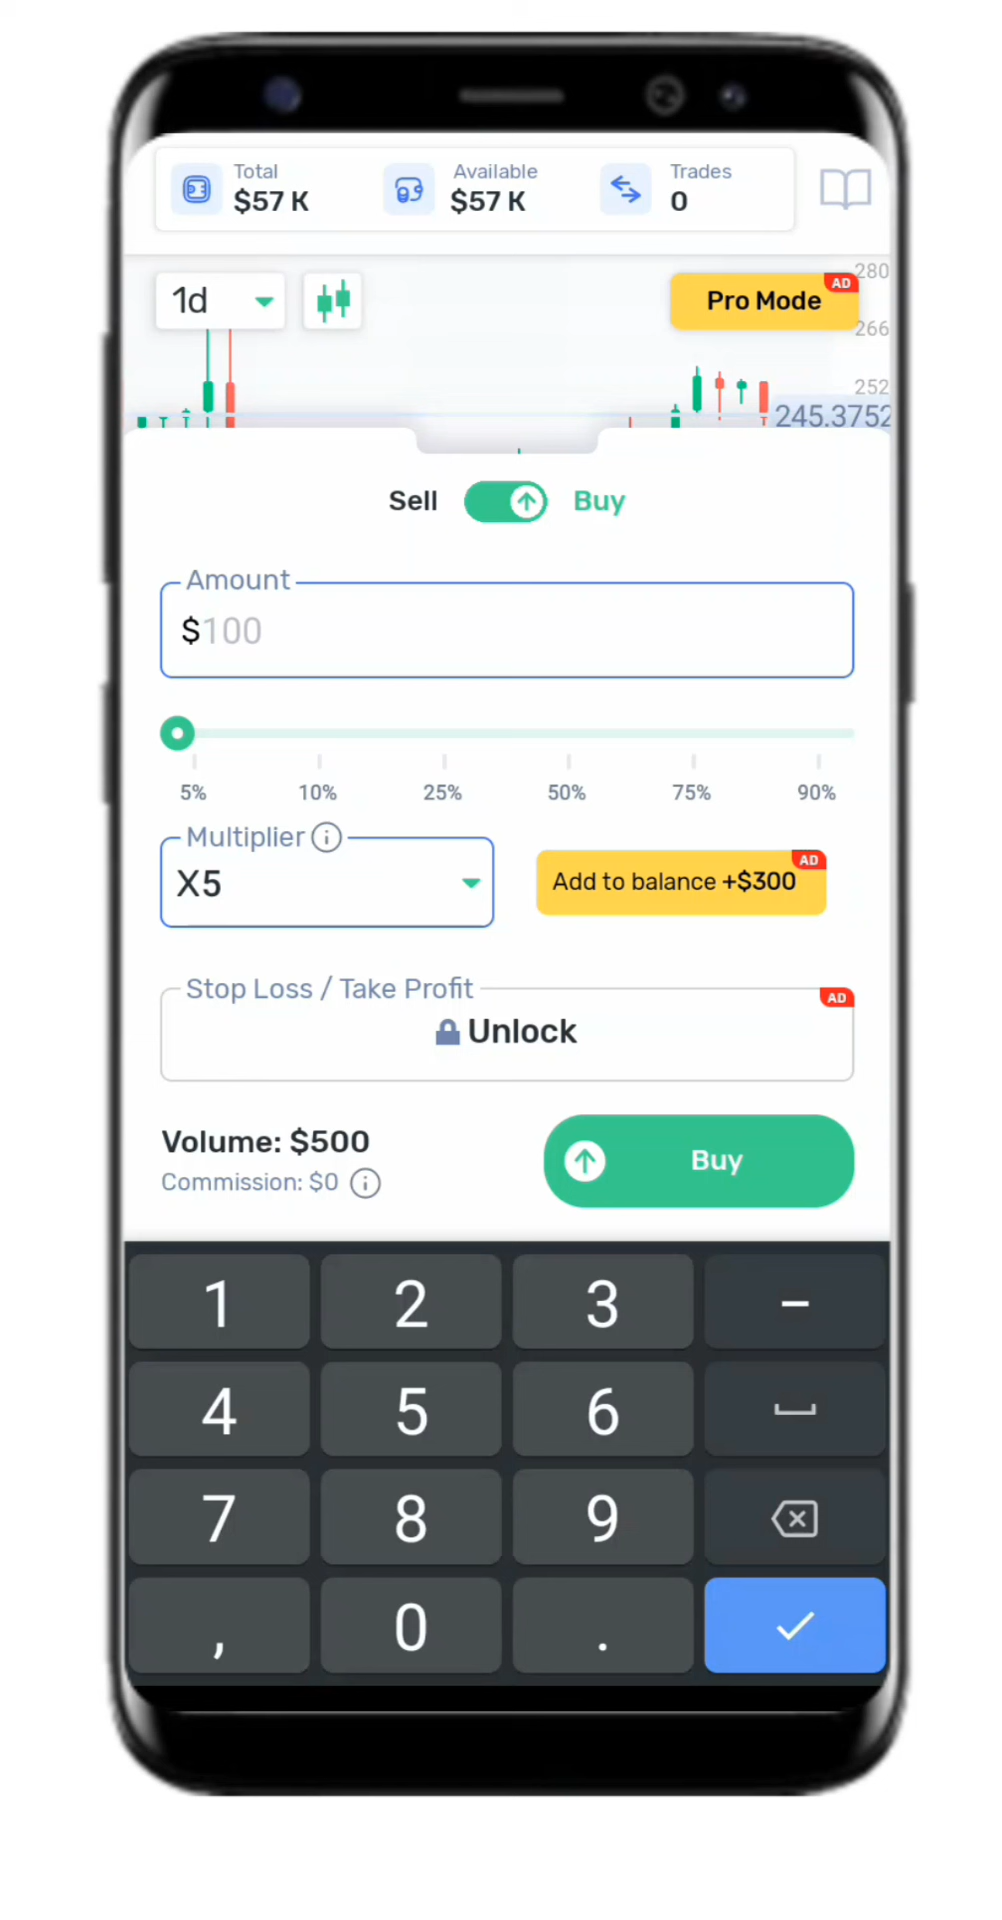 Total Available Trades
$57 K $57 K 0
280
1d Pro Mode AD
266
252
245.3752
Sell Buy
Amount
$100
5% 10% 25% 50% 75% 90%
Multiplier
X5 Add to balance +$300 AD
Stop Loss / Take Profit AD
Unlock
Volume: $500 Buy
Commission: $0
1 2 3 -
4 5 6
7 8 9
, 0 .